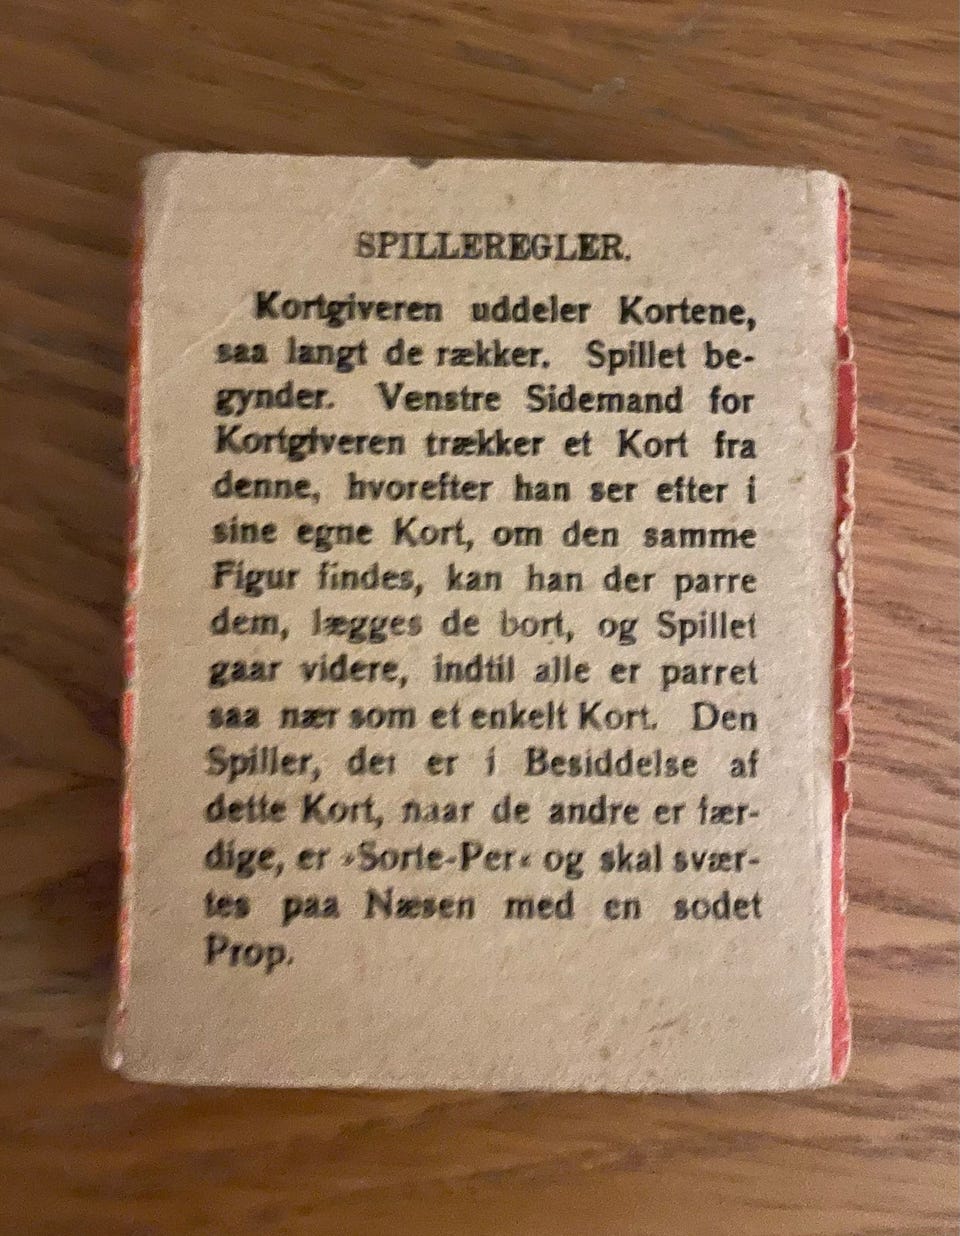 SPILLEREGLER.
Kortgiveren uddeler Kortene,
saa langt de rækker. Spillet be-
gynder. Venstre Sidemand for
Kortgiveren trækker et Kort fra
denne, hvorefter han ser efter i
sine egne Kort, om den samme
Figur findes, kan han der parre
dem, lægges de bort, og Spillet
gaar videre, indtil alle er parret
saa nær som et enkelt Kort. Den
Spiller, der er i Besiddelse af
dette Kort, naar de andre er fær-
dige, er »Sorte-Per« og skal svær-
tes paa Næsen med en sodet
Prop.